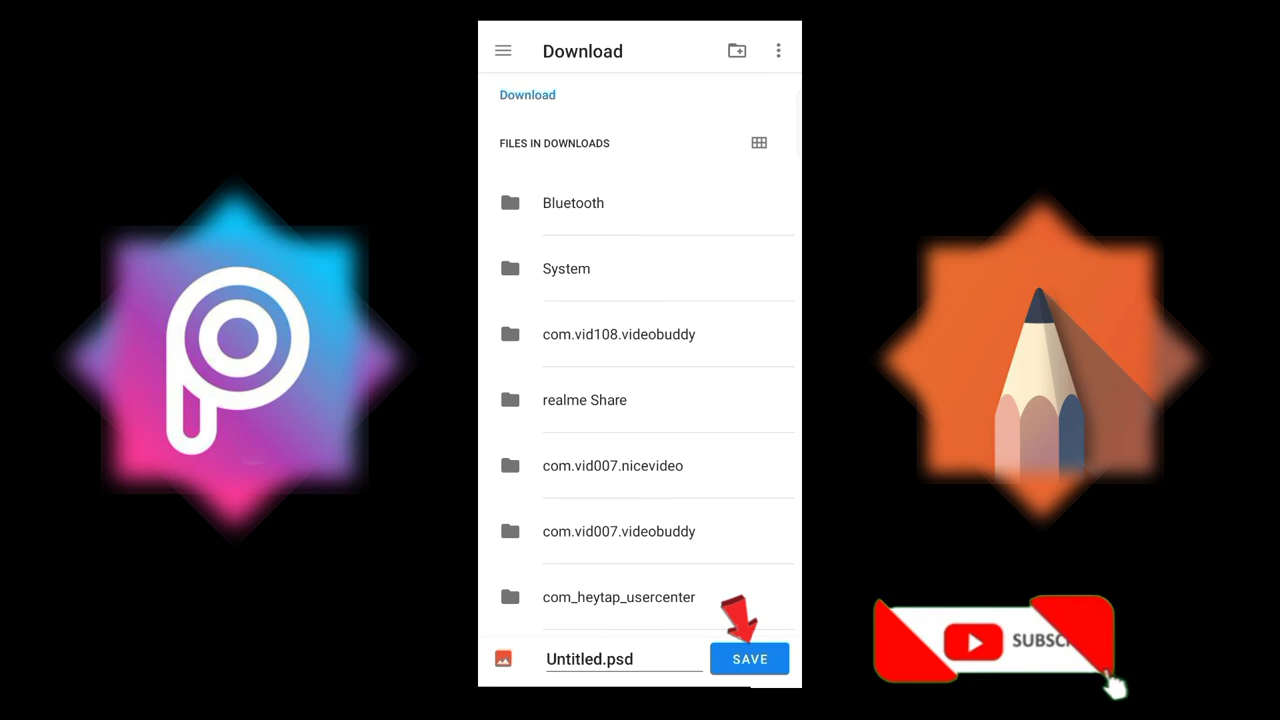 Download
Download
FILES IN DOWNLOADS
Bluetooth
System
com.vid108.videobuddy
realme Share
com.vid007.nicevideo
com.vid007.videobuddy
com_heytap_usercenter
Untitled.psd
SAVE